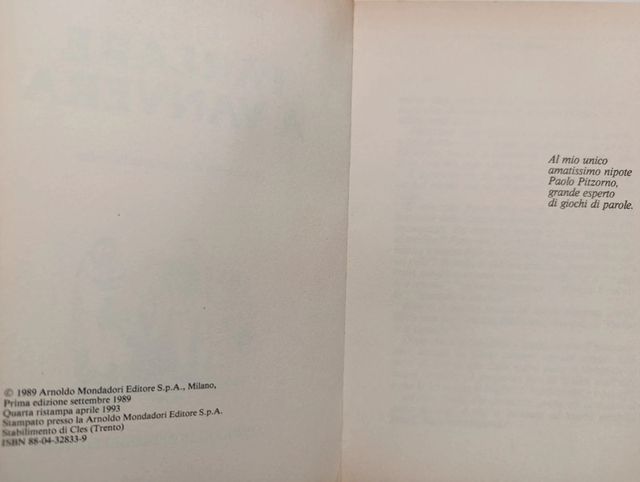 © 1989 Arnoldo Mondadori Editore S.p.A., Milano,
Prima edizione settembre 1989
Quarta ristampa aprile 1993
Stampato presso la Arnoldo Mondadori Editore S.p.A.
Stabilimento di Cles (Trento)
ISBN 88-04-32833-9
Al mio unico
amatissimo nipote
Paolo Pitzorno,
grande esperto
di giochi di parole.